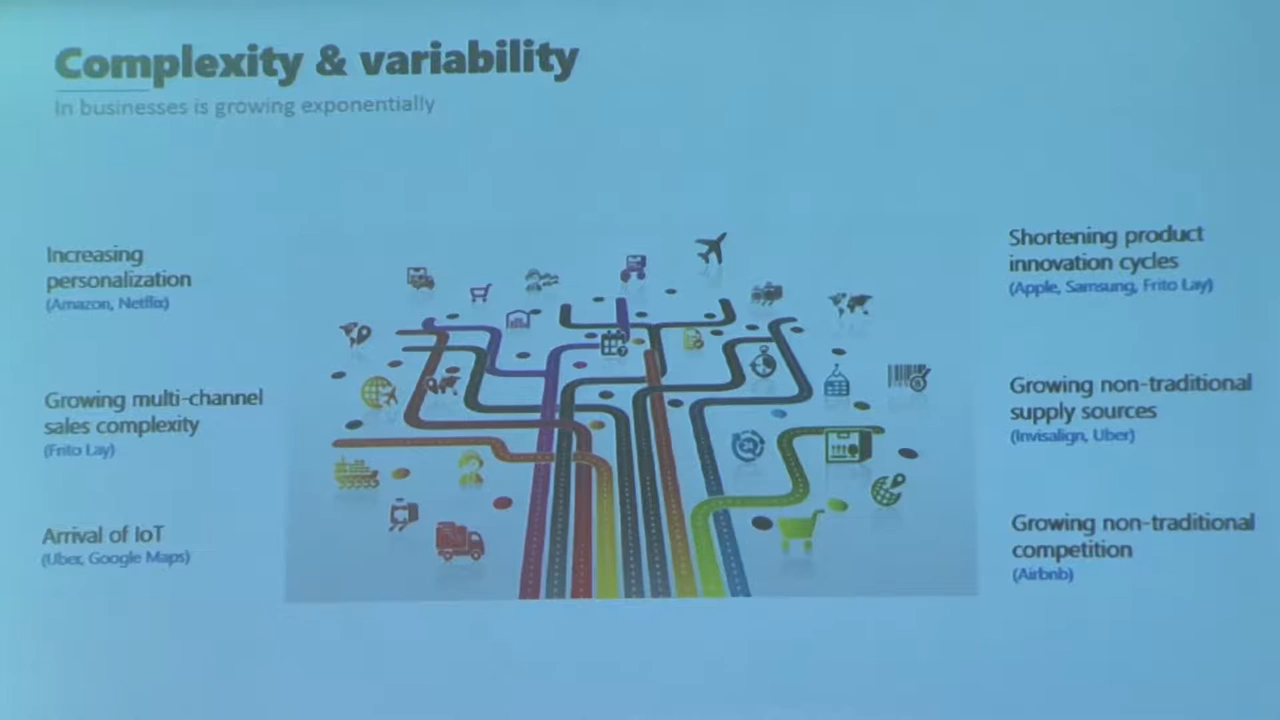 Complexity & variability
In businesses is growing exponentially
Increasing
personalization
(Amazon, Netflix)
Growing multi-channel
sales complexity
(Frito Lay)
Arrival of IoT
(Uber, Google Maps)
Shortening product
innovation cycles
(Apple, Samsung, Frito Lay)
Growing non-traditional
supply sources
(Invisalign, Uber)
Growing non-traditional
competition
(Airbnb)